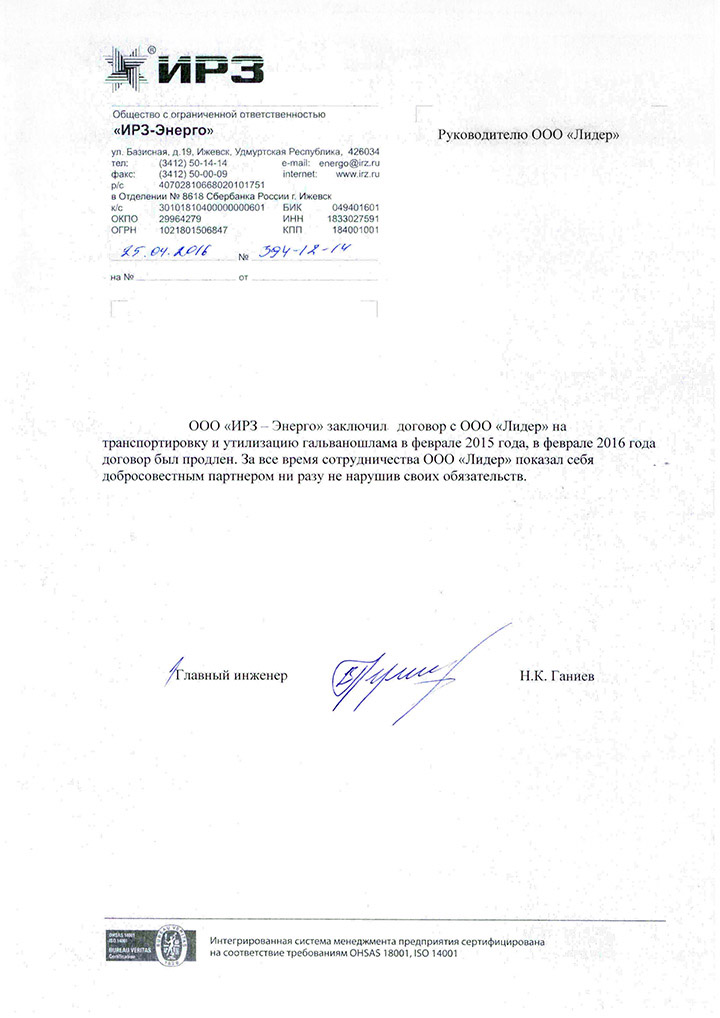 ® ИРЗ
Общество с ограниченной ответственностью
«ИРЗ-Энерго»
ул. Базисная, д.19, Ижевск, Удмуртская Республика, 426034
тел: (3412) 50-14-14 e-mail: energo@irz.ru
факс: (3412) 50-00-09 internet: www.irz.ru
р/с 40702810668020101751
в Отделении № 8618 Сбербанка России г. Ижевск
к/с 30101810400000000601 БИК 049401601
ОКПО 29964279 ИНН 1833027591
ОГРН 1021801506847 КПП 184001001
25.04.2016 № 394-12-14
на № от
Руководителю ООО «Лидер»
ООО «ИРЗ – Энерго» заключил договор с ООО «Лидер» на
транспортировку и утилизацию гальваношлама в феврале 2015 года, в феврале 2016 года
договор был продлен. За все время сотрудничества ООО «Лидер» показал себя
добросовестным партнером ни разу не нарушив своих обязательств.
Главный инженер Н.К. Ганиев
OHSAS 18001
ISO 14001
BUREAU VERITAS
Certification
BUREAU VERITAS
1828
Интегрированная система менеджмента предприятия сертифицирована
на соответствие требованиям OHSAS 18001, ISO 14001